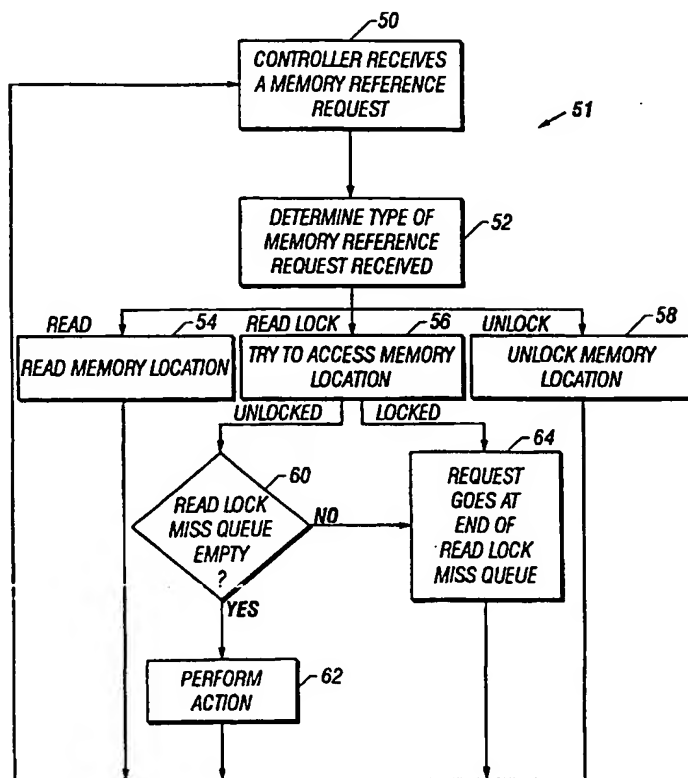 50
CONTROLLER RECEIVES
A MEMORY REFERENCE
REQUEST
51
DETERMINE TYPE OF
MEMORY REFERENCE
REQUEST RECEIVED
52
READ
54
READ LOCK
56
UNLOCK
58
READ MEMORY LOCATION
TRY TO ACCESS MEMORY
LOCATION
UNLOCK MEMORY
LOCATION
UNLOCKED
LOCKED
60
READ LOCK
MISS QUEUE
EMPTY
?
NO
YES
64
REQUEST
GOES AT
END OF
READ LOCK
MISS QUEUE
PERFORM
ACTION
62